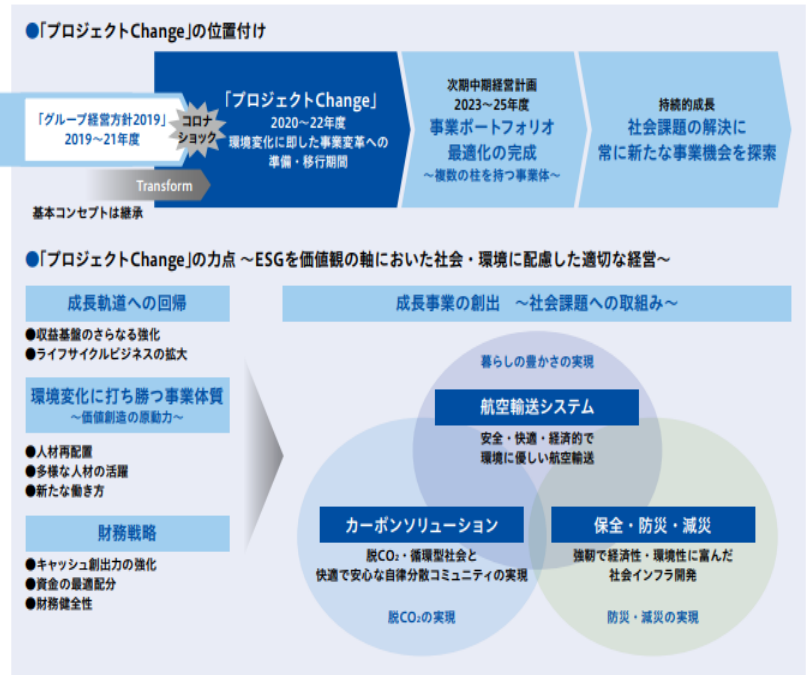 ●「プロジェクトChange」の位置付け
「グループ経営方針2019」
2019〜21年度
コロナ
ショック
「プロジェクトChange」
2020〜22年度
環境変化に即した事業変革への
準備・移行期間
次期中期経営計画
2023〜25年度
事業ポートフォリオ
最適化の完成
〜複数の柱を持つ事業体〜
持続的成長
社会課題の解決に
常に新たな事業機会を探索
Transform
基本コンセプトは継承
●「プロジェクトChange」の力点 〜ESGを価値観の軸においた社会・環境に配慮した適切な経営〜
成長軌道への回帰
●収益基盤のさらなる強化
●ライフサイクルビジネスの拡大
環境変化に打ち勝つ事業体質
〜価値創造の原動力〜
●人材再配置
●多様な人材の活躍
●新たな働き方
財務戦略
●キャッシュ創出力の強化
●資金の最適配分
●財務健全性
成長事業の創出 〜社会課題への取組み〜
暮らしの豊かさの実現
航空輸送システム
安全・快適・経済的で
環境に優しい航空輸送
カーボンソリューション
脱CO₂・循環型社会と
快適で安心な自律分散コミュニティの実現
脱CO₂の実現
保全・防災・減災
強靭で経済性・環境性に富んだ
社会インフラ開発
防災・減災の実現